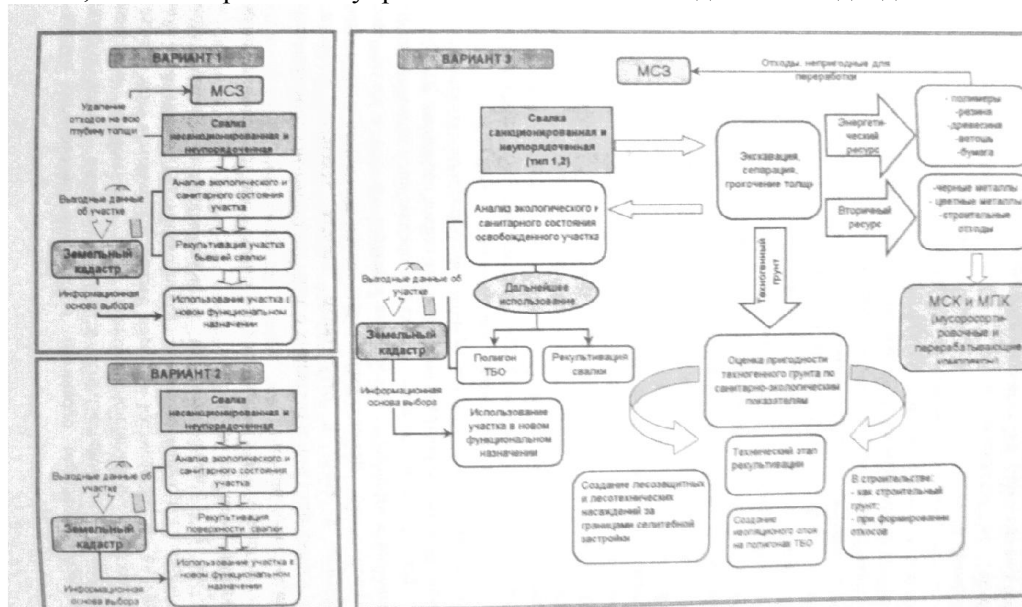 ВАРИАНТ 1
МСЗ
Удаление
отходов на всю
глубину толщи
Свалка
несанкционированная и
неупорядоченная
Анализ экологического и
санитарного состояния
участка
Выходные данные
об участке
Земельный
кадастр
Рекультивация участка
бывшей свалки
Информационная
основа выбора
Использование участка в
новом функциональном
назначении
ВАРИАНТ 2
Свалка
несанкционированная и
неупорядоченная
Анализ экологического и
санитарного состояния
участка
Выходные данные об
участке
Земельный
кадастр
Рекультивация
поверхности свалки
Информационная
основа выбора
Использование участка в
новом функциональном
назначении
ВАРИАНТ 3
МСЗ
Отходы, непригодные для
переработки
Свалка
санкционированная и
неупорядоченная
(тип 1,2)
Экскавация,
сепарация,
грохочение толщи
Энергети-
ческий
ресурс
- полимеры
-резина
-древесина
-ветошь
-бумага
Вторичный
ресурс
-черные металлы
- цветные металлы
-строительные
отходы
Анализ экологического и
санитарного состояния
освобожденного участка
Выходные данные об
участке
Дальнейшее
использование
Земельный
кадастр
Полигон
ТБО
Рекультивация
свалки
Информационная
основа выбора
Использование
участка в новом
функциональном
назначении
Техногенный
грунт
МСК и МПК
(мусоросорти-
ровочные и
перерабатывающие
комплексы)
Оценка пригодности
техногенного грунта по
санитарно-экологическим
показателям
Технический этап
рекультивации
Создание лесозащитных
и лесотехнических
насаждений за
границами селитебной
застройки
Создание
изоляционного слоя
на полигонах ТБО
В строительстве:
- как строительный
грунт;
- при формировании
откосов